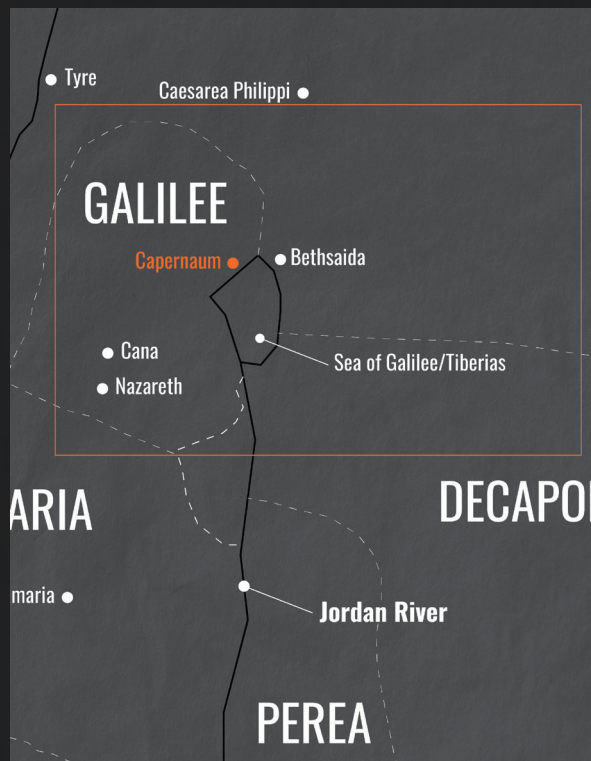 Tyre
Caesarea Philippi
GALILEE
Capernaum
Bethsaida
Cana
Sea of Galilee/Tiberias
Nazareth
ARIA
DECAPO
maria
Jordan River
PEREA